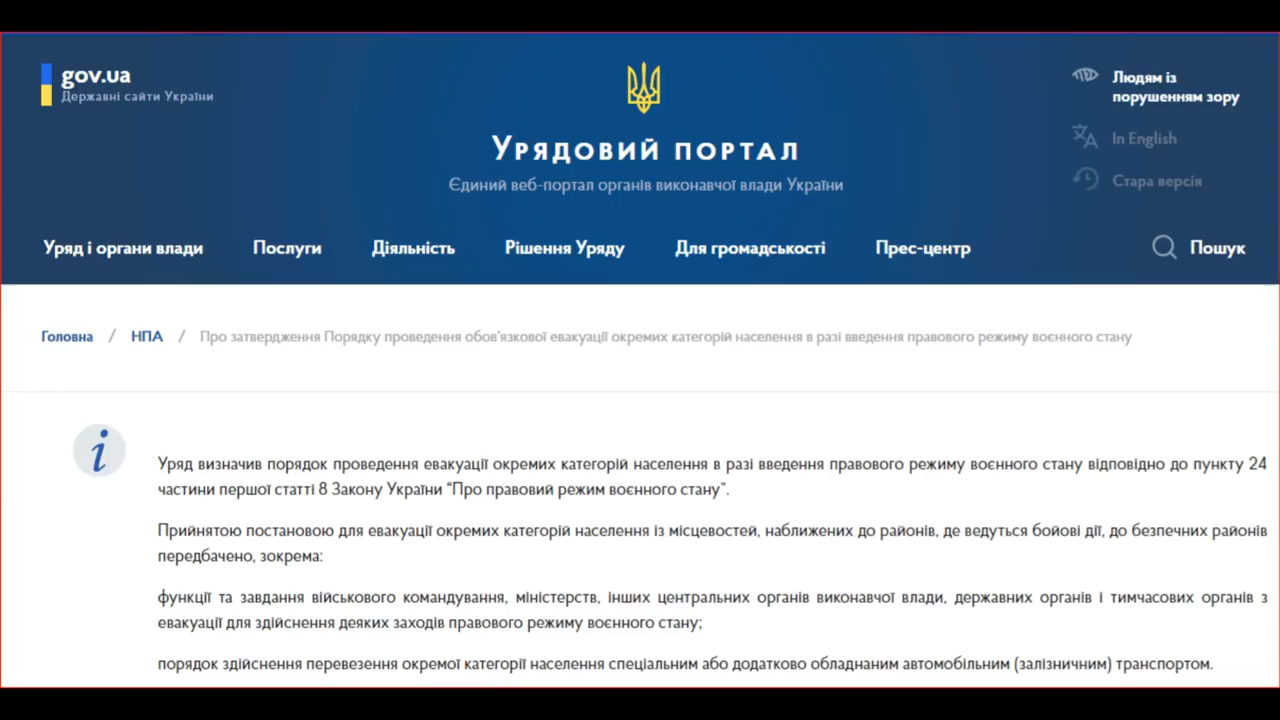 gov.ua
Державні сайти України
Урядовий портал
Єдиний веб-портал органів виконавчої влади України
Людям із
порушенням зору
In English
Стара версія
Уряд і органи влади Послуги Діяльність Рішення Уряду Для громадськості Прес-центр Пошук
Головна / НПА / Про затвердження Порядку проведення обов'язкової евакуації окремих категорій населення в разі введення правового режиму воєнного стану
i
Уряд визначив порядок проведення евакуації окремих категорій населення в разі введення правового режиму воєнного стану відповідно до пункту 24
частини першої статті 8 Закону України “Про правовий режим воєнного стану”.
Прийнятою постановою для евакуації окремих категорій населення із місцевостей, наближених до районів, де ведуться бойові дії, до безпечних районів
передбачено, зокрема:
функції та завдання військового командування, міністерств, інших центральних органів виконавчої влади, державних органів і тимчасових органів з
евакуації для здійснення деяких заходів правового режиму воєнного стану;
порядок здійснення перевезення окремої категорії населення спеціальним або додатково обладнаним автомобільним (залізничним) транспортом.